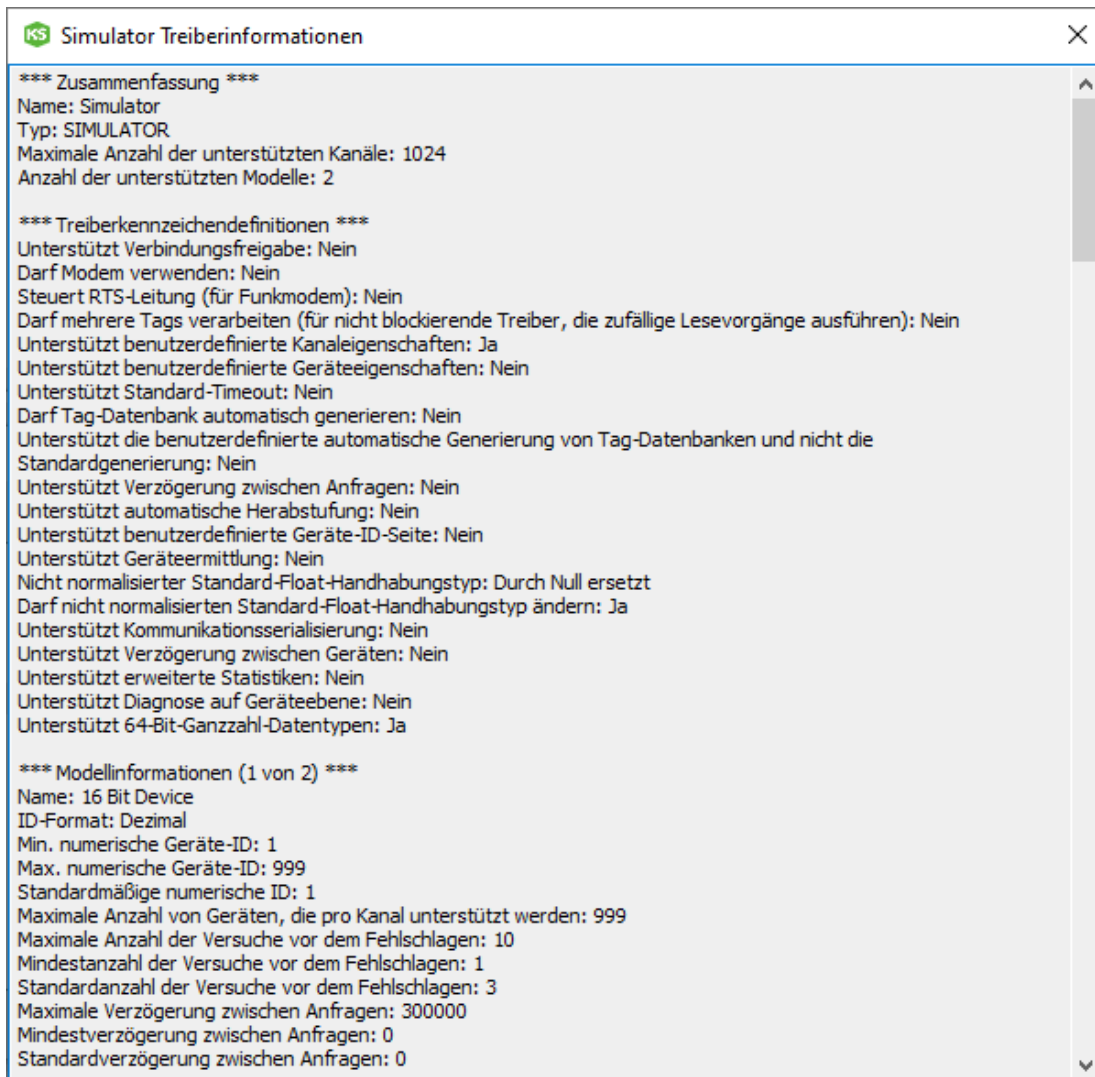 KS Simulator Treiberinformationen
*** Zusammenfassung ***
Name: Simulator
Typ: SIMULATOR
Maximale Anzahl der unterstützten Kanäle: 1024
Anzahl der unterstützten Modelle: 2
*** Treiberkennzeichendefinitionen ***
Unterstützt Verbindungsfreigabe: Nein
Darf Modem verwenden: Nein
Steuert RTS-Leitung (für Funkmodem): Nein
Darf mehrere Tags verarbeiten (für nicht blockierende Treiber, die zufällige Lesevorgänge ausführen): Nein
Unterstützt benutzerdefinierte Kanaleigenschaften: Ja
Unterstützt benutzerdefinierte Geräteeigenschaften: Nein
Unterstützt Standard-Timeout: Nein
Darf Tag-Datenbank automatisch generieren: Nein
Unterstützt die benutzerdefinierte automatische Generierung von Tag-Datenbanken und nicht die
Standardgenerierung: Nein
Unterstützt Verzögerung zwischen Anfragen: Nein
Unterstützt automatische Herabstufung: Nein
Unterstützt benutzerdefinierte Geräte-ID-Seite: Nein
Unterstützt Geräteermittlung: Nein
Nicht normalisierter Standard-Float-Handhabungstyp: Durch Null ersetzt
Darf nicht normalisierten Standard-Float-Handhabungstyp ändern: Ja
Unterstützt Kommunikationsserialisierung: Nein
Unterstützt Verzögerung zwischen Geräten: Nein
Unterstützt erweiterte Statistiken: Nein
Unterstützt Diagnose auf Geräteebene: Nein
Unterstützt 64-Bit-Ganzzahl-Datentypen: Ja
*** Modellinformationen (1 von 2) ***
Name: 16 Bit Device
ID-Format: Dezimal
Min. numerische Geräte-ID: 1
Max. numerische Geräte-ID: 999
Standardmäßige numerische ID: 1
Maximale Anzahl von Geräten, die pro Kanal unterstützt werden: 999
Maximale Anzahl der Versuche vor dem Fehlschlagen: 10
Mindestanzahl der Versuche vor dem Fehlschlagen: 1
Standardanzahl der Versuche vor dem Fehlschlagen: 3
Maximale Verzögerung zwischen Anfragen: 300000
Mindestverzögerung zwischen Anfragen: 0
Standardverzögerung zwischen Anfragen: 0